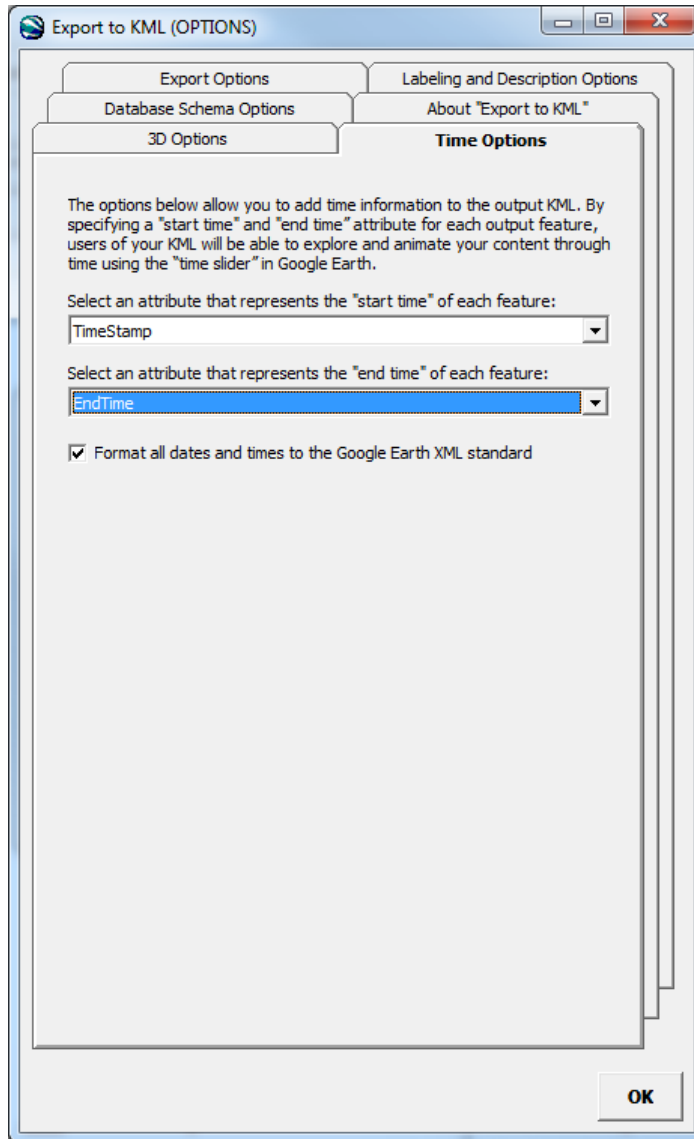 Export to KML (OPTIONS)
Export Options
Labeling and Description Options
Database Schema Options
About "Export to KML"
3D Options
Time Options
The options below allow you to add time information to the output KML. By
specifying a "start time" and "end time” attribute for each output feature,
users of your KML will be able to explore and animate your content through
time using the “time slider” in Google Earth.
Select an attribute that represents the "start time" of each feature:
TimeStamp
Select an attribute that represents the "end time" of each feature:
EndTime
Format all dates and times to the Google Earth XML standard
OK